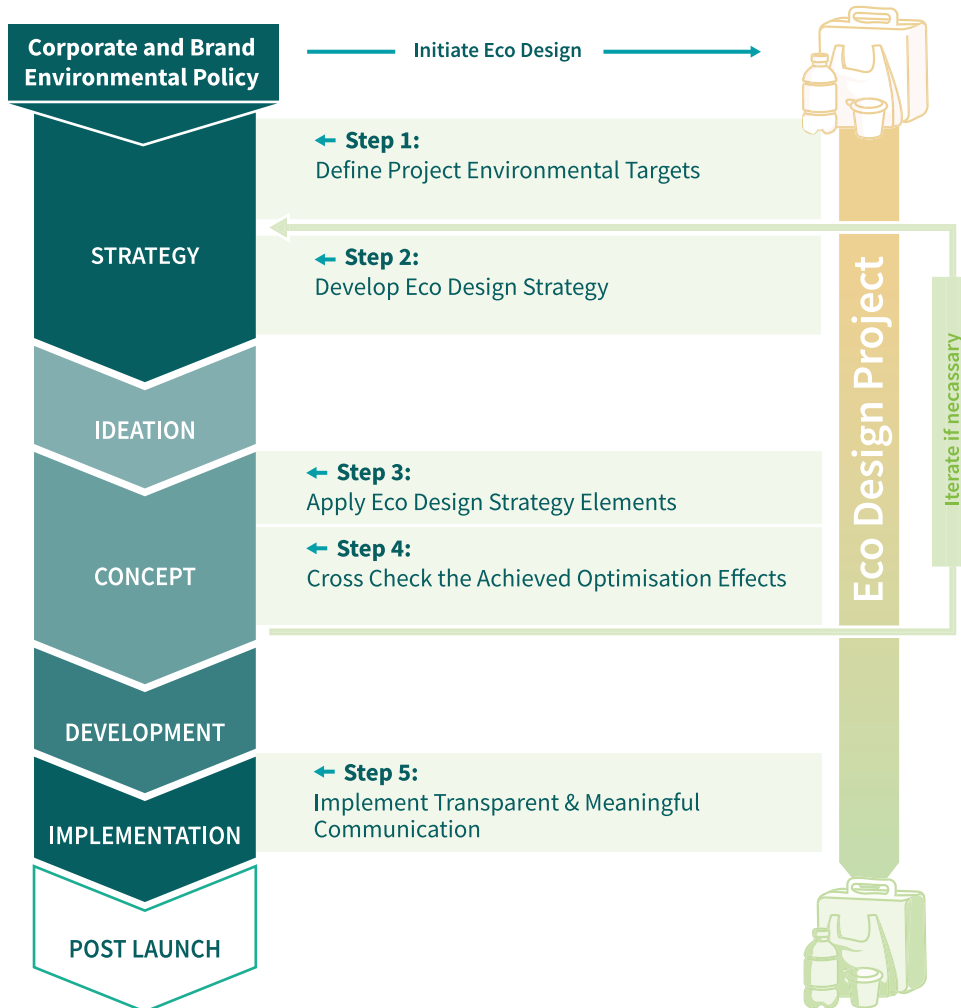 Corporate and Brand
Environmental Policy
Initiate Eco Design
Step 1:
Define Project Environmental Targets
STRATEGY
Step 2:
Develop Eco Design Strategy
IDEATION
Step 3:
Apply Eco Design Strategy Elements
CONCEPT
Step 4:
Cross Check the Achieved Optimisation Effects
DEVELOPMENT
IMPLEMENTATION
Step 5:
Implement Transparent & Meaningful
Communication
POST LAUNCH
Eco Design Project
Iterate if necassary